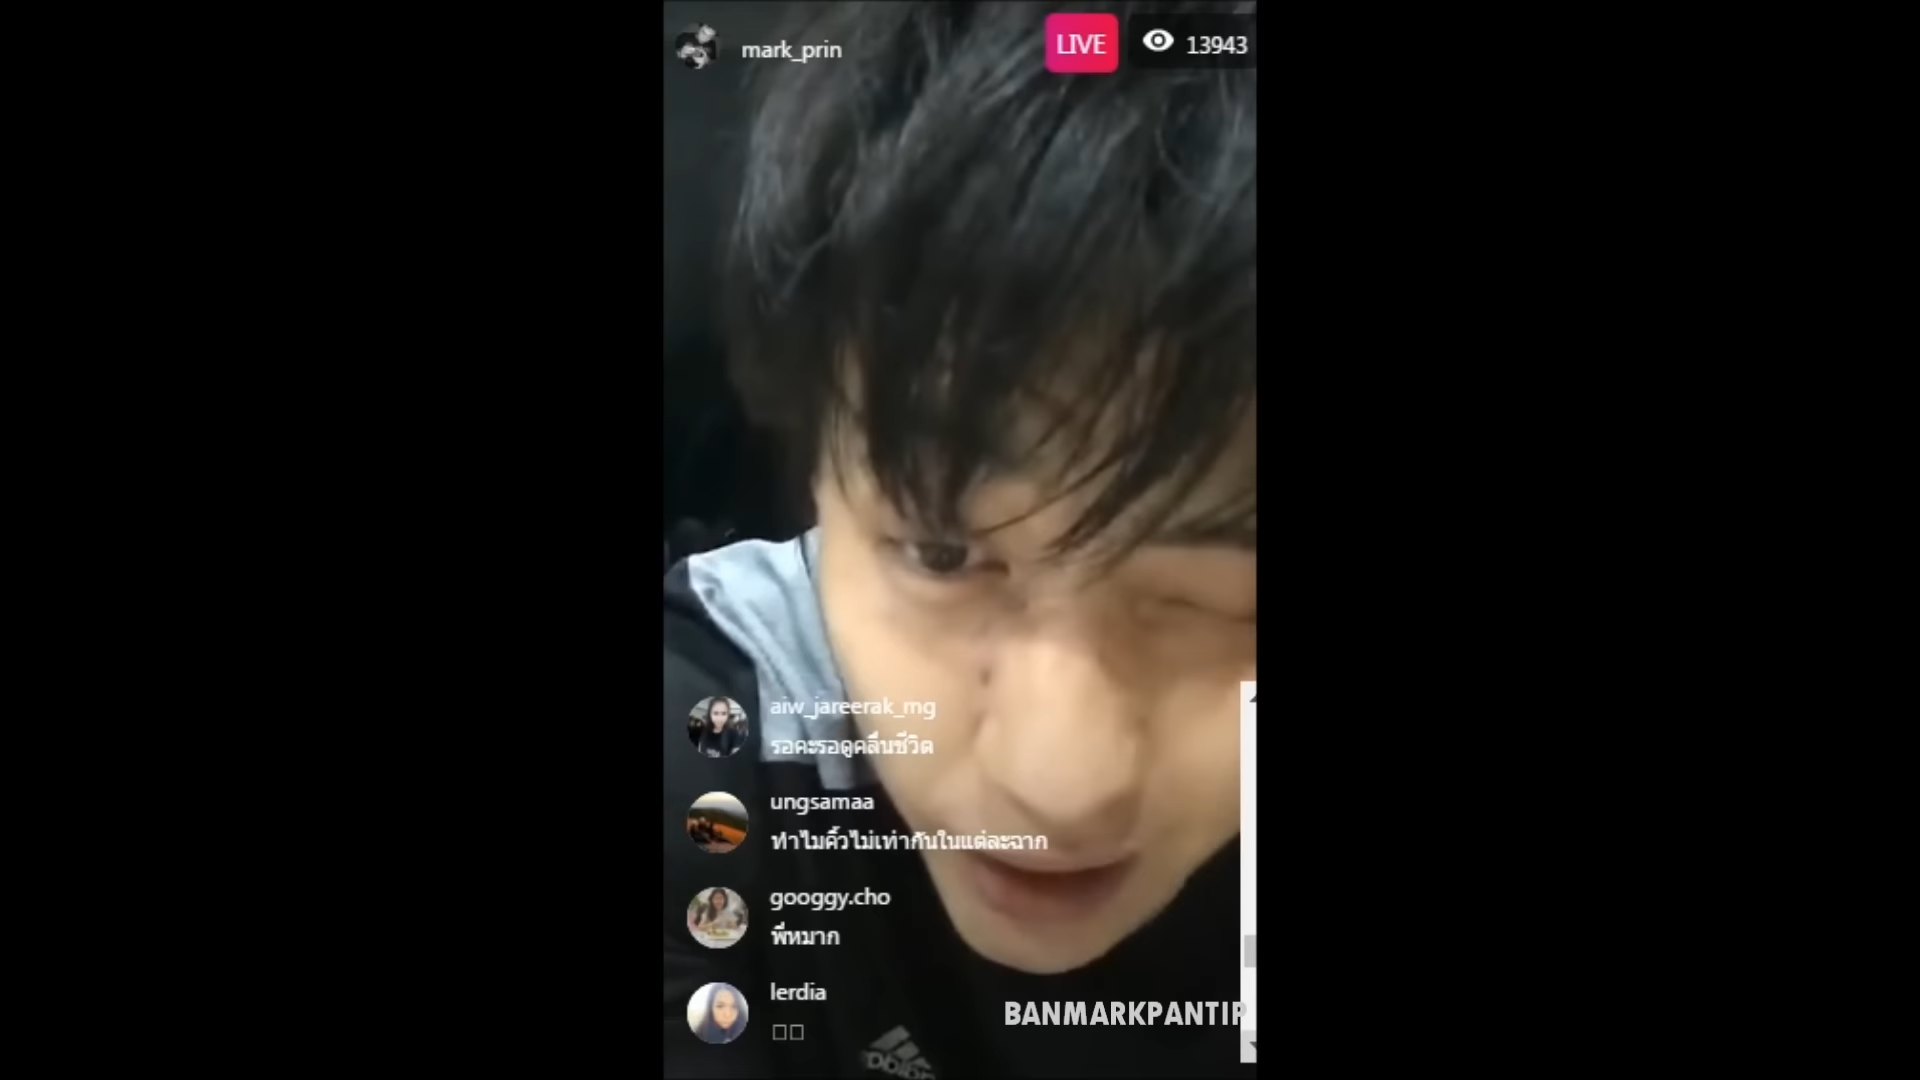 mark_prin
LIVE
13943
aiw_jareerak_mg
รอคะรอดูคลื่นชีวิต
ungsamaa
ทำไมคิ้วไม่เท่ากันในแต่ละฉาก
googgy.cho
พี่หมาก
lerdia
BANMARKPANTIP
adidas